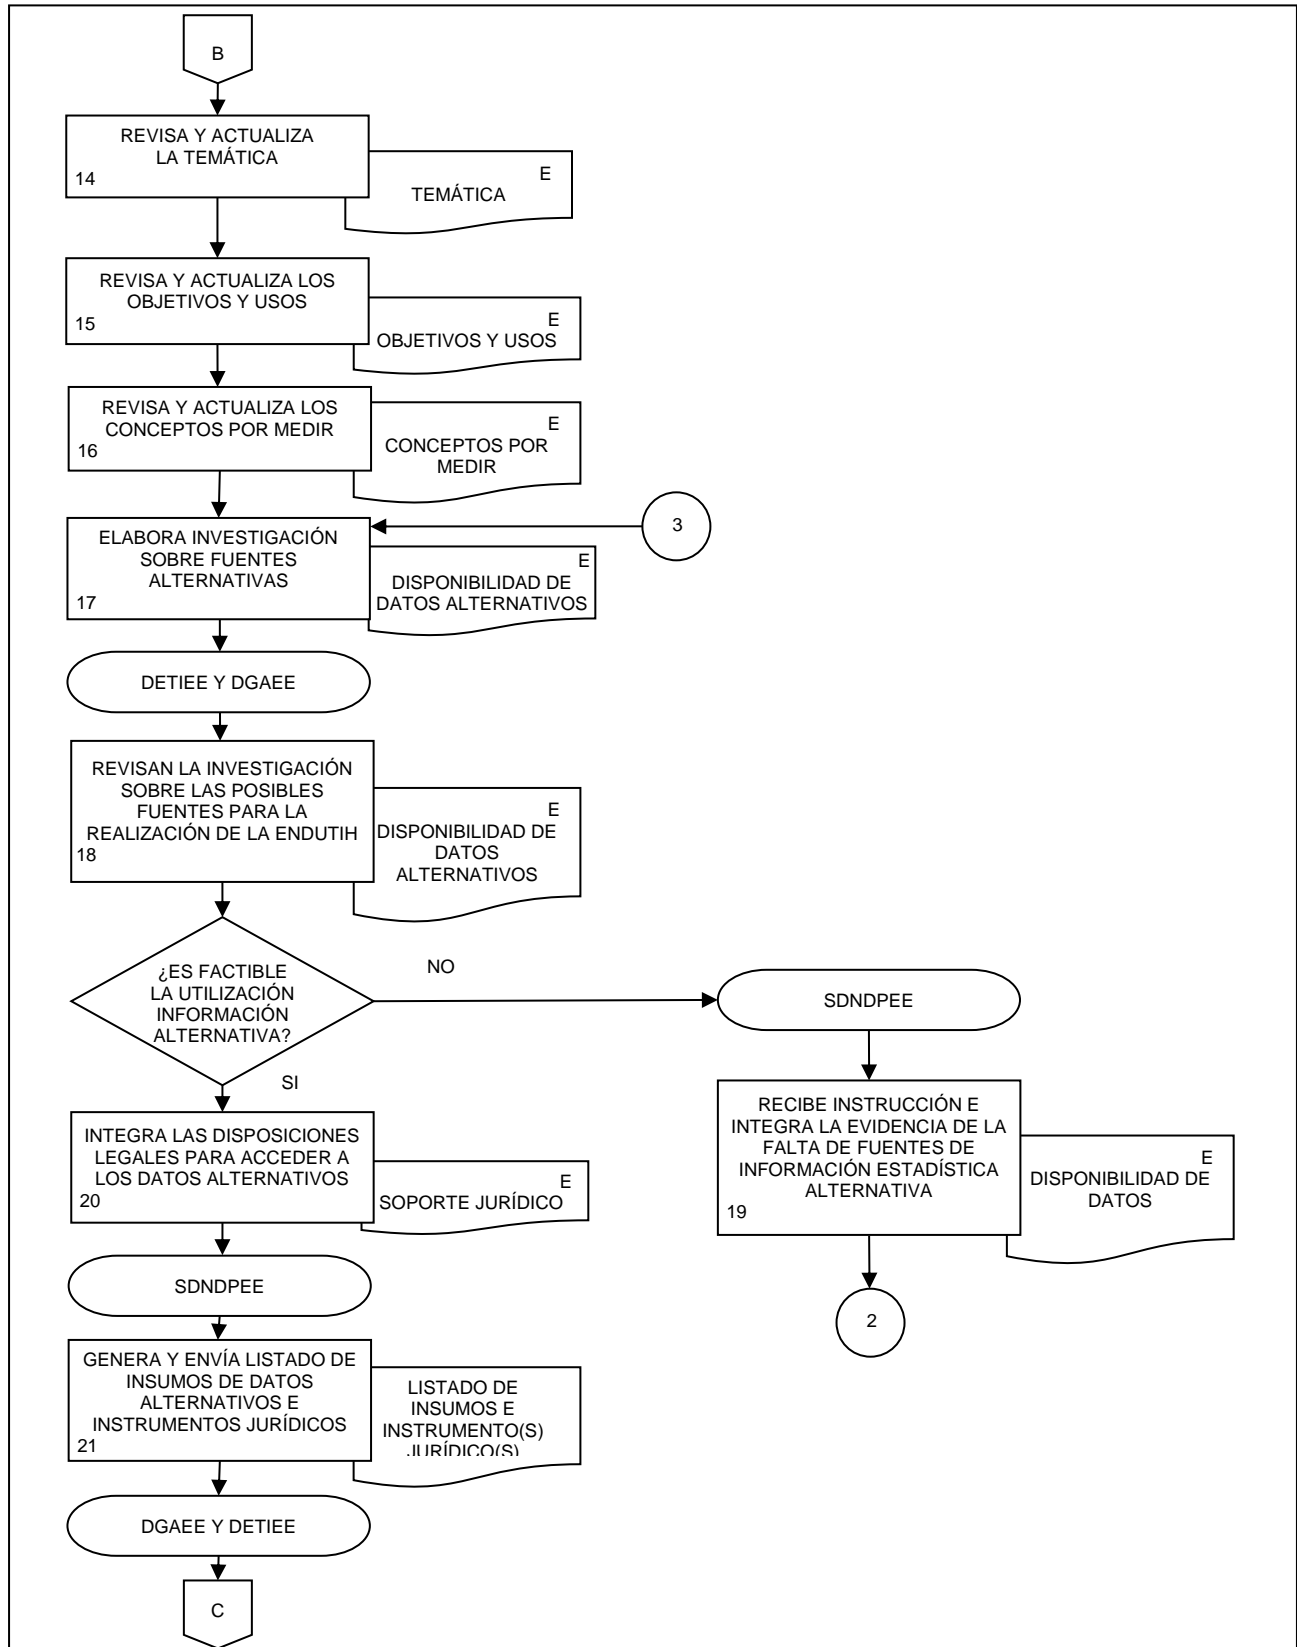 B
REVISA Y ACTUALIZA
LA TEMÁTICA
14
E
TEMÁTICA
REVISA Y ACTUALIZA LOS
OBJETIVOS Y USOS
15
E
OBJETIVOS Y USOS
REVISA Y ACTUALIZA LOS
CONCEPTOS POR MEDIR
16
E
CONCEPTOS POR
MEDIR
3
ELABORA INVESTIGACIÓN
SOBRE FUENTES
ALTERNATIVAS
17
E
DISPONIBILIDAD DE
DATOS ALTERNATIVOS
DETIEE Y DGAEE
REVISAN LA INVESTIGACIÓN
SOBRE LAS POSIBLES
FUENTES PARA LA
REALIZACIÓN DE LA ENDUTIH
18
E
DISPONIBILIDAD DE
DATOS
ALTERNATIVOS
¿ES FACTIBLE
LA UTILIZACIÓN
INFORMACIÓN
ALTERNATIVA?
NO
SI
SDNDPEE
RECIBE INSTRUCCIÓN E
INTEGRA LA EVIDENCIA DE LA
FALTA DE FUENTES DE
INFORMACIÓN ESTADÍSTICA
ALTERNATIVA
19
E
DISPONIBILIDAD DE
DATOS
2
INTEGRA LAS DISPOSICIONES
LEGALES PARA ACCEDER A
LOS DATOS ALTERNATIVOS
20
E
SOPORTE JURÍDICO
SDNDPEE
GENERA Y ENVÍA LISTADO DE
INSUMOS DE DATOS
ALTERNATIVOS E
INSTRUMENTOS JURÍDICOS
21
LISTADO DE
INSUMOS E
INSTRUMENTO(S)
JURÍDICO(S)
DGAEE Y DETIEE
C